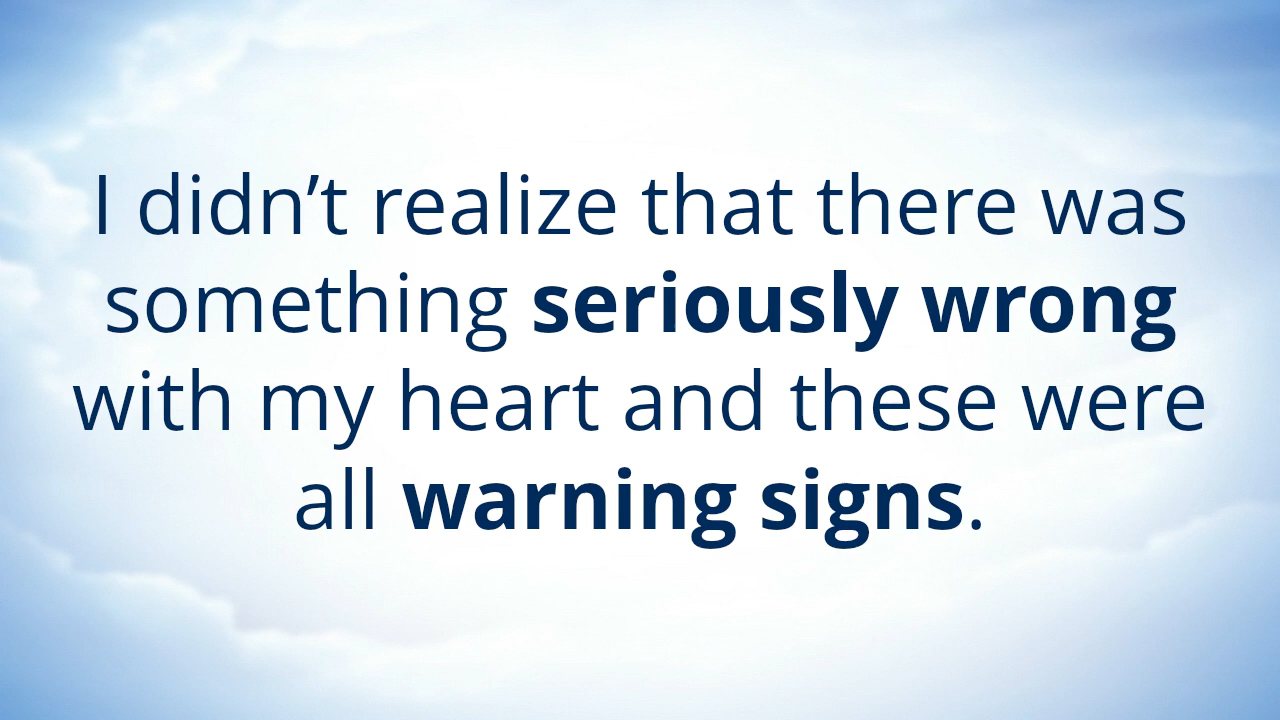 I didn’t realize that there was
something seriously wrong
with my heart and these were
all warning signs.